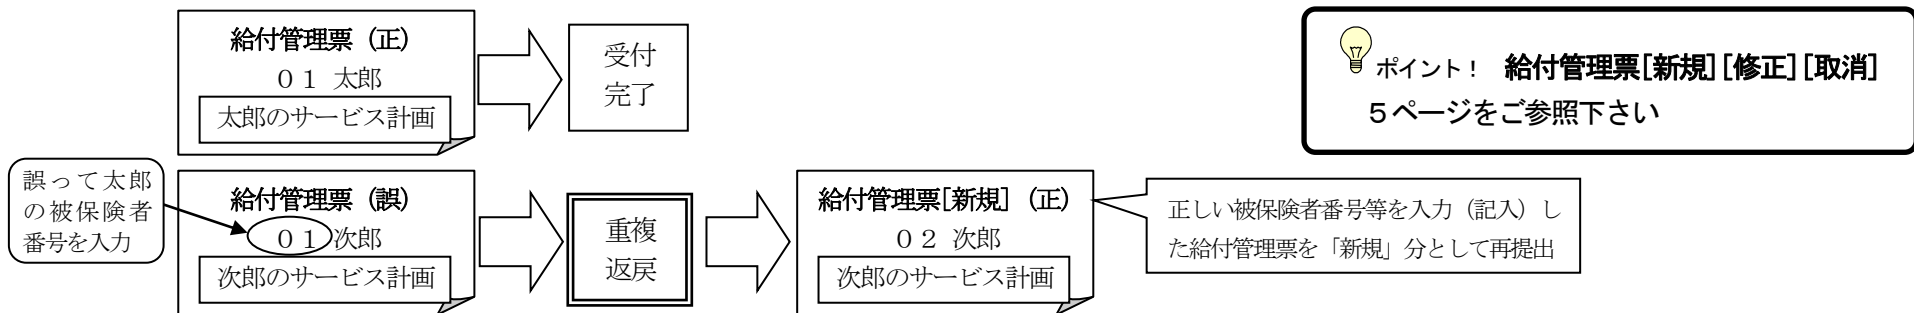 給付管理票（正）
０１ 太郎
太郎のサービス計画
受付
完了
ポイント！ 給付管理票[新規][修正][取消]
５ページをご参照下さい
誤って太郎
の被保険者
番号を入力
給付管理票（誤）
０１ 次郎
次郎のサービス計画
重複
返戻
給付管理票[新規]（正）
０２ 次郎
次郎のサービス計画
正しい被保険者番号等を入力（記入）し
た給付管理票を「新規」分として再提出